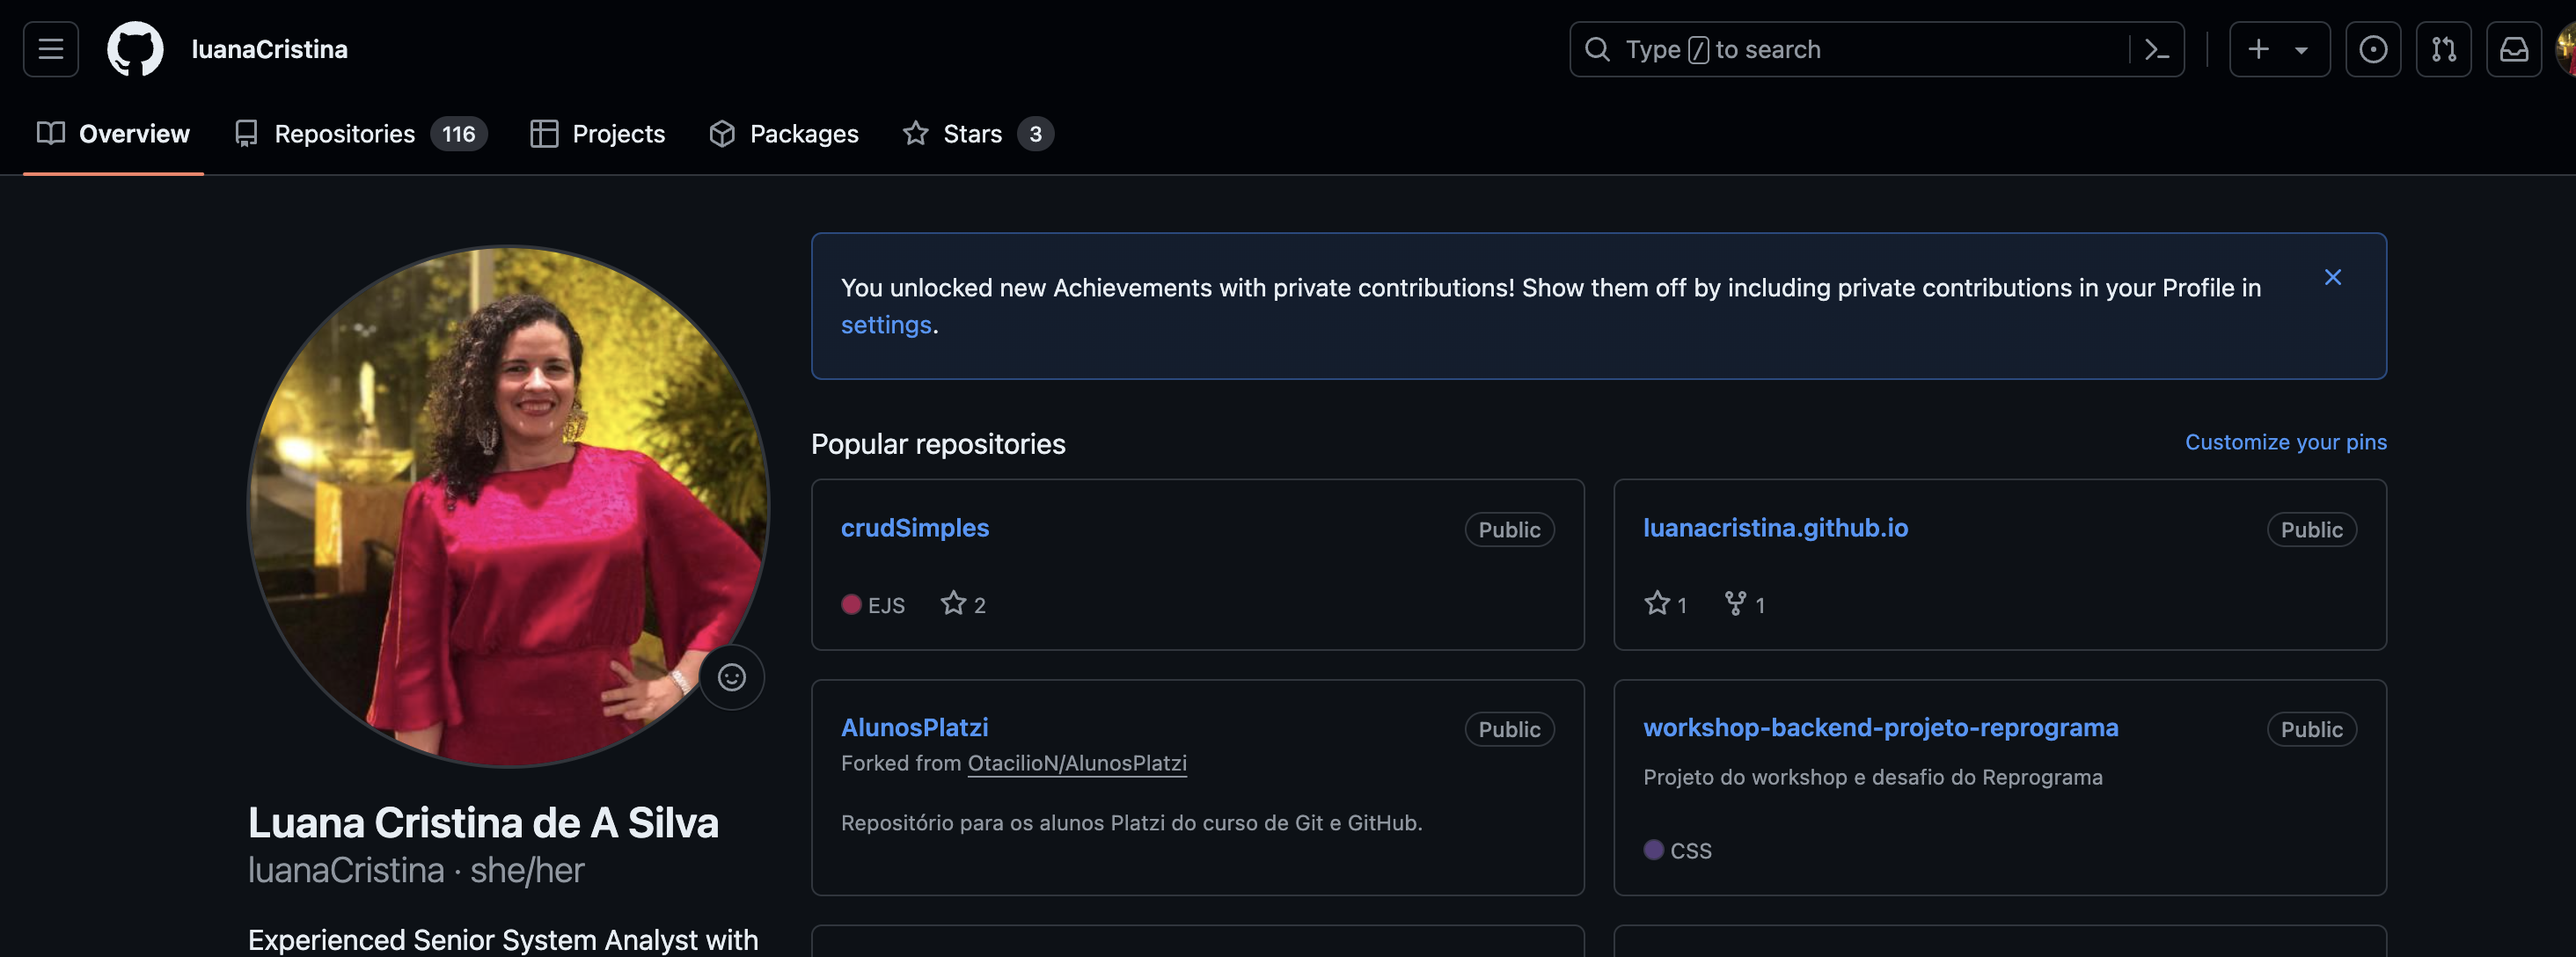 luanaCristina
Type / to search
Overview
Repositories 116
Projects
Packages
Stars 3
You unlocked new Achievements with private contributions! Show them off by including private contributions in your Profile in
settings.
Popular repositories
Customize your pins
crudSimples
Public
EJS 2
luanacristina.github.io
Public
1 1
AlunosPlatzi
Public
Forked from OtacilioN/AlunosPlatzi
Repositório para os alunos Platzi do curso de Git e GitHub.
workshop-backend-projeto-reprograma
Public
Projeto do workshop e desafio do Reprograma
CSS
Luana Cristina de A Silva
luanaCristina · she/her
Experienced Senior System Analyst with